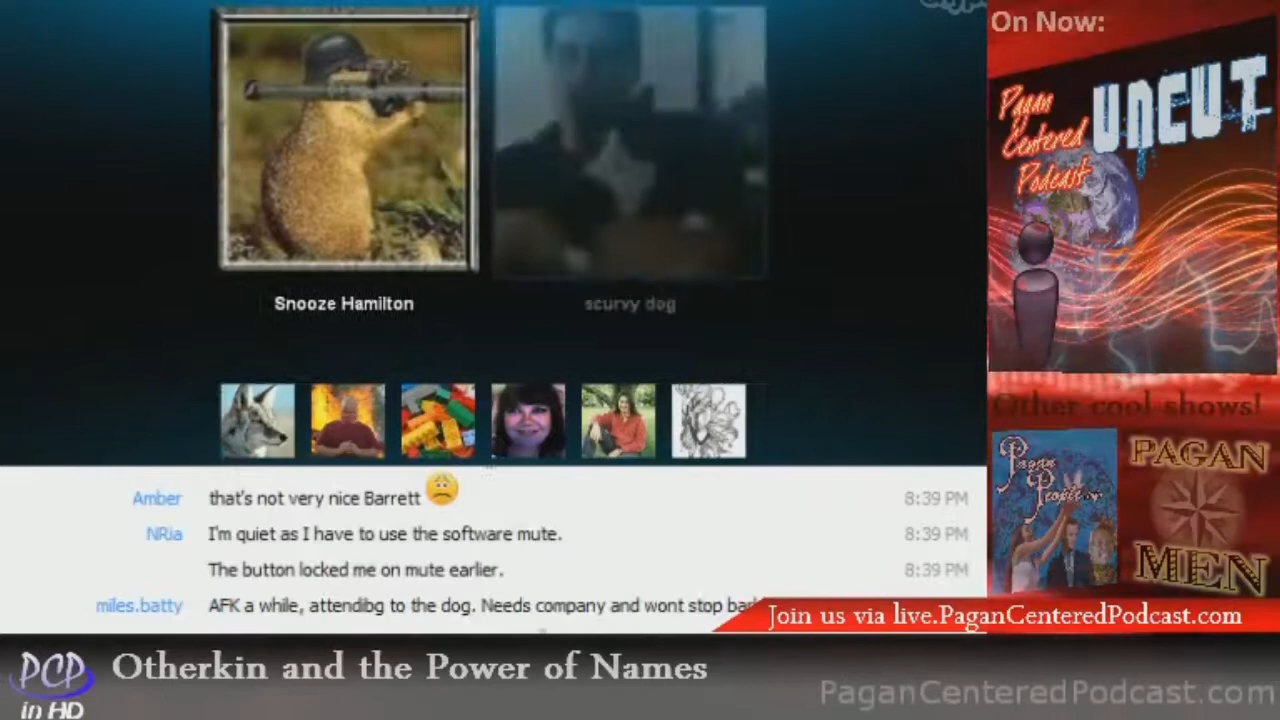 On Now:
Pagan
Centered
Podcast
UNCUT
Snooze Hamilton
scurvy dog
Other cool shows!
Pagan
People
PAGAN
MEN
Amber that's not very nice Barrett 8:39 PM
NRia I'm quiet as I have to use the software mute. 8:39 PM
The button locked me on mute earlier. 8:39 PM
miles.batty AFK a while, attendibg to the dog. Needs company and wont stop bar
Join us via live.PaganCenteredPodcast.com
PCP
in HD
Otherkin and the Power of Names
PaganCenteredPodcast.com